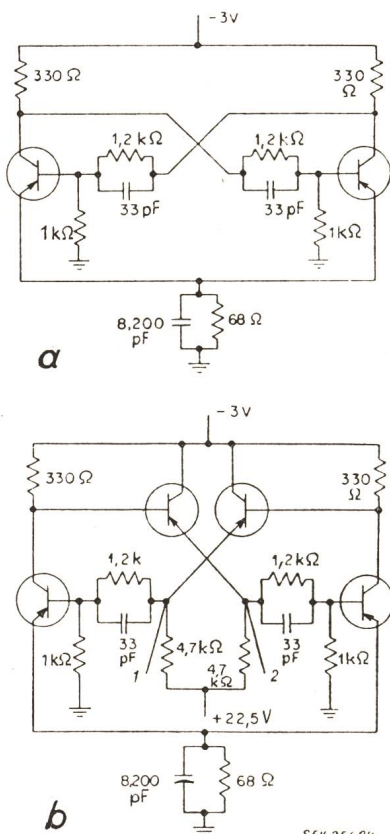 -3V
330 Ω
330
Ω
1,2 kΩ
1,2 kΩ
33 pF
33 pF
1kΩ
1kΩ
8,200
pF
68 Ω
a
-3V
330 Ω
330
Ω
1,2 k
1,2kΩ
33
pF
33
pF
1kΩ
4,7kΩ
4,7
kΩ
1kΩ
1
2
+22,5V
8,200
pF
68 Ω
b